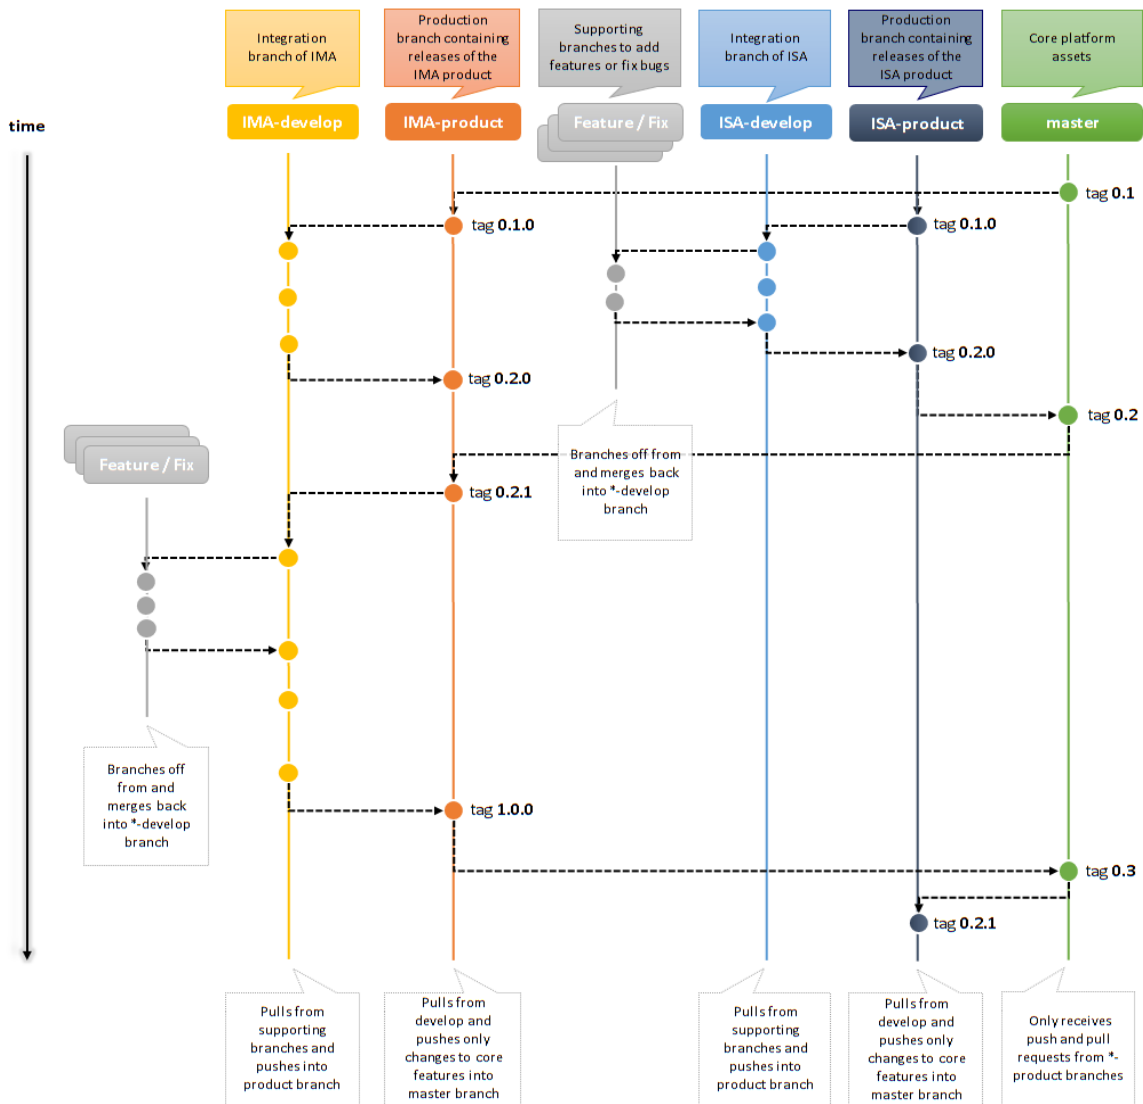 Integration
branch of IMA
Production
branch containing
releases of the
IMA product
Supporting
branches to add
features or fix bugs
Integration
branch of ISA
Production
branch containing
releases of the
ISA product
Core platform
assets
time
IMA-develop
IMA-product
Feature / Fix
ISA-develop
ISA-product
master
tag 0.1
tag 0.1.0
tag 0.1.0
tag 0.2.0
tag 0.2.0
tag 0.2
Feature / Fix
Branches off from
and merges back
into *-develop
branch
tag 0.2.1
Branches off
from and
merges back
into *-develop
branch
tag 1.0.0
tag 0.3
tag 0.2.1
Pulls from
supporting
branches and
pushes into
product branch
Pulls from
develop and
pushes only
changes to core
features into
master branch
Pulls from
supporting
branches and
pushes into
product branch
Pulls from
develop and
pushes only
changes to core
features into
master branch
Only receives
push and pull
requests from *-
product branches